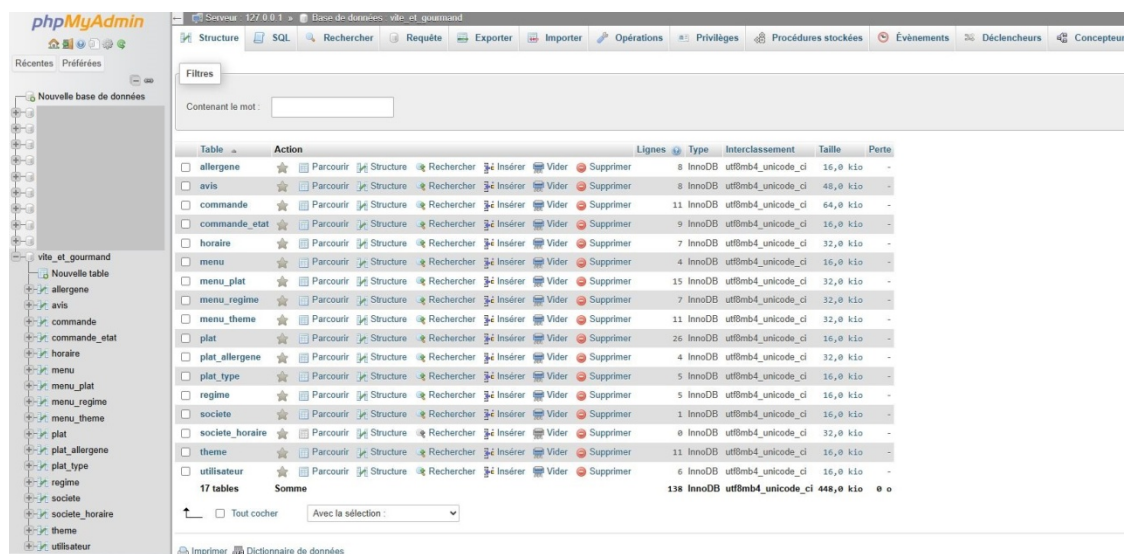 phpMyAdmin
Récentes Préférées
Nouvelle base de données
vite_et_gourmand
Nouvelle table
allergene
avis
commande
commande_etat
horaire
menu
menu_plat
menu_regime
menu_theme
plat
plat_allergene
plat_type
regime
societe
societe_horaire
theme
utilisateur
Serveur : 127.0.0.1 » Base de données : vite_et_gourmand
Structure SQL Rechercher Requête Exporter Importer Opérations Privilèges Procédures stockées Évènements Déclencheurs Concepteur
Filtres
Contenant le mot :
Table Action Lignes Type Interclassement Taille Perte
allergene Parcourir Structure Rechercher Insérer Vider Supprimer 8 InnoDB utf8mb4_unicode_ci 16,0 kio -
avis Parcourir Structure Rechercher Insérer Vider Supprimer 8 InnoDB utf8mb4_unicode_ci 48,0 kio -
commande Parcourir Structure Rechercher Insérer Vider Supprimer 11 InnoDB utf8mb4_unicode_ci 64,0 kio -
commande_etat Parcourir Structure Rechercher Insérer Vider Supprimer 9 InnoDB utf8mb4_unicode_ci 16,0 kio -
horaire Parcourir Structure Rechercher Insérer Vider Supprimer 7 InnoDB utf8mb4_unicode_ci 32,0 kio -
menu Parcourir Structure Rechercher Insérer Vider Supprimer 4 InnoDB utf8mb4_unicode_ci 16,0 kio -
menu_plat Parcourir Structure Rechercher Insérer Vider Supprimer 15 InnoDB utf8mb4_unicode_ci 32,0 kio -
menu_regime Parcourir Structure Rechercher Insérer Vider Supprimer 7 InnoDB utf8mb4_unicode_ci 32,0 kio -
menu_theme Parcourir Structure Rechercher Insérer Vider Supprimer 11 InnoDB utf8mb4_unicode_ci 32,0 kio -
plat Parcourir Structure Rechercher Insérer Vider Supprimer 26 InnoDB utf8mb4_unicode_ci 16,0 kio -
plat_allergene Parcourir Structure Rechercher Insérer Vider Supprimer 4 InnoDB utf8mb4_unicode_ci 32,0 kio -
plat_type Parcourir Structure Rechercher Insérer Vider Supprimer 5 InnoDB utf8mb4_unicode_ci 16,0 kio -
regime Parcourir Structure Rechercher Insérer Vider Supprimer 5 InnoDB utf8mb4_unicode_ci 16,0 kio -
societe Parcourir Structure Rechercher Insérer Vider Supprimer 1 InnoDB utf8mb4_unicode_ci 16,0 kio -
societe_horaire Parcourir Structure Rechercher Insérer Vider Supprimer 0 InnoDB utf8mb4_unicode_ci 32,0 kio -
theme Parcourir Structure Rechercher Insérer Vider Supprimer 11 InnoDB utf8mb4_unicode_ci 16,0 kio -
utilisateur Parcourir Structure Rechercher Insérer Vider Supprimer 6 InnoDB utf8mb4_unicode_ci 16,0 kio -
17 tables Somme 138 InnoDB utf8mb4_unicode_ci 448,0 kio 0 o
Tout cocher Avec la sélection :
Imprimer Dictionnaire de données